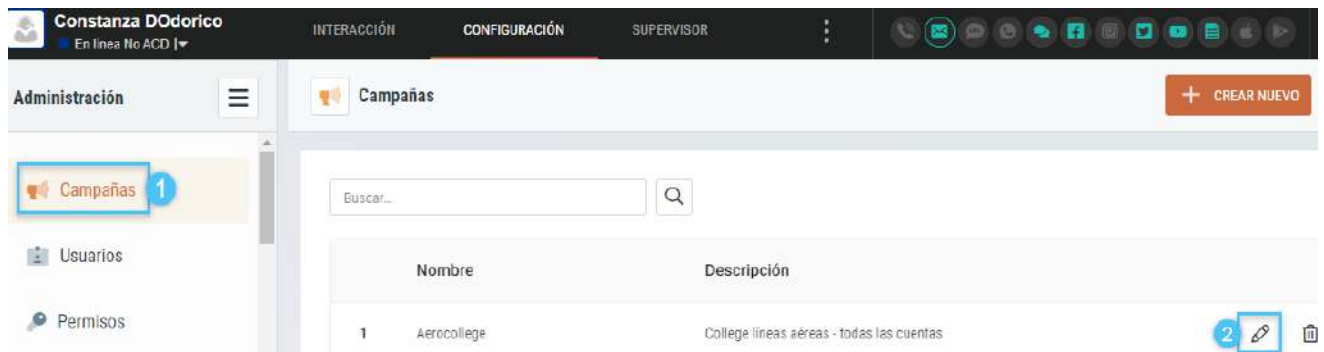 Constanza DOdorico
En línea No ACD
INTERACCIÓN CONFIGURACIÓN SUPERVISOR
Administración
Campañas
CREAR NUEVO
Campañas 1
Buscar...
Usuarios
Nombre Descripción
Permisos
1 Aerocollege College líneas aéreas - todas las cuentas 2